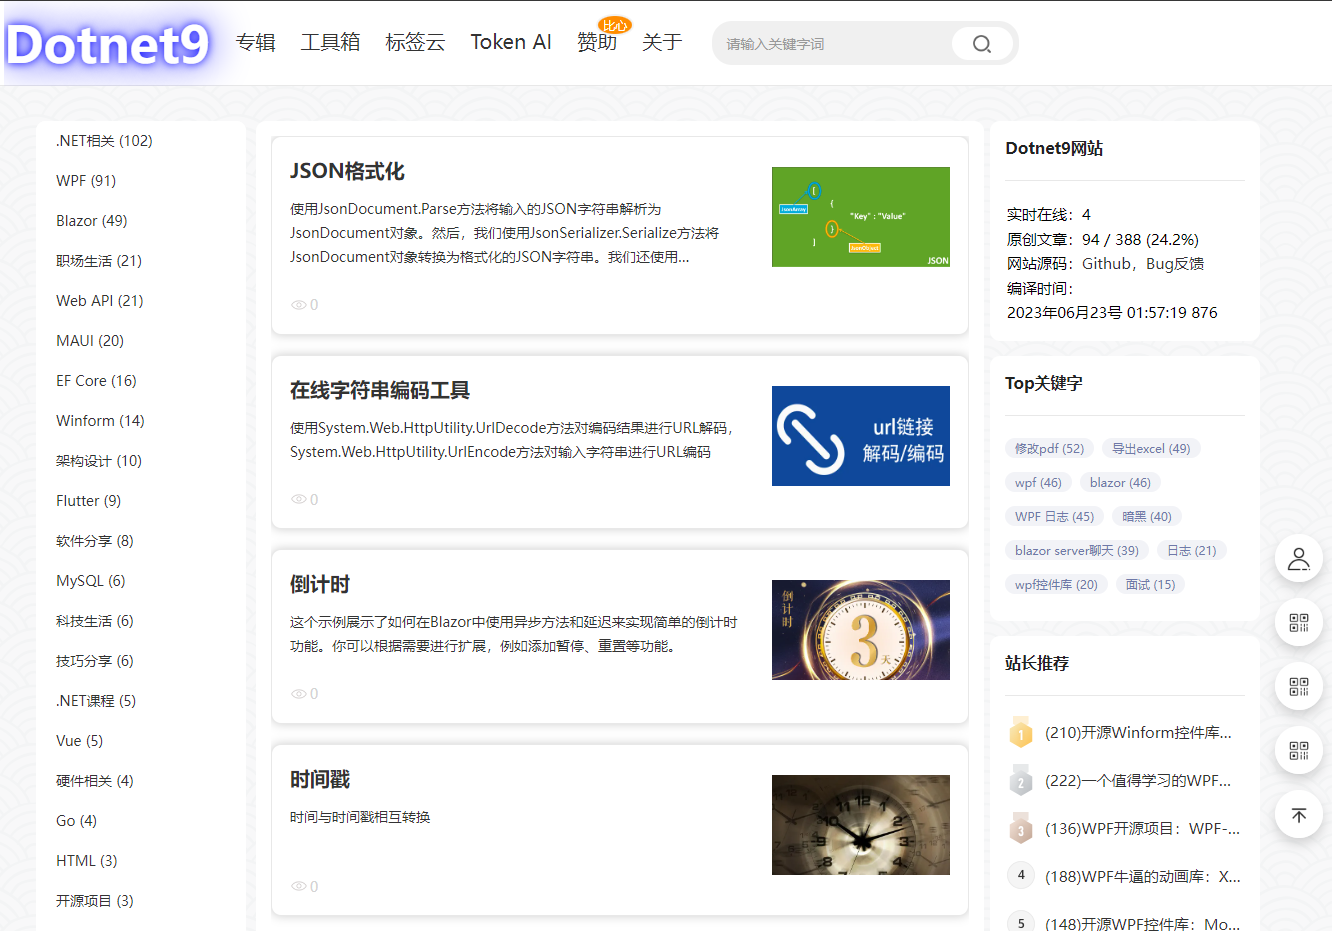 Dotnet9
专辑
工具箱
标签云
Token AI
赞助
比心
关于
请输入关键字词
.NET相关 (102)
WPF (91)
Blazor (49)
职场生活 (21)
Web API (21)
MAUI (20)
EF Core (16)
Winform (14)
架构设计 (10)
Flutter (9)
软件分享 (8)
MySQL (6)
科技生活 (6)
技巧分享 (6)
.NET课程 (5)
Vue (5)
硬件相关 (4)
Go (4)
HTML (3)
开源项目 (3)
JSON格式化
使用JsonDocument.Parse方法将输入的JSON字符串解析为
JsonDocument对象。然后，我们使用JsonSerializer.Serialize方法将
JsonDocument对象转换为格式化的JSON字符串。我们还使用...
0
[
JsonArray
{
"Key" : "Value"
}
JsonObject
]
JSON
在线字符串编码工具
使用System.Web.HttpUtility.UrlDecode方法对编码结果进行URL解码，
System.Web.HttpUtility.UrlEncode方法对输入字符串进行URL编码
0
url链接
解码/编码
倒计时
这个示例展示了如何在Blazor中使用异步方法和延迟来实现简单的倒计时
功能。你可以根据需要进行扩展，例如添加暂停、重置等功能。
0
倒计时
3
天
时间戳
时间与时间戳相互转换
0
Dotnet9网站
实时在线：4
原创文章：94 / 388 (24.2%)
网站源码：Github，Bug反馈
编译时间：
2023年06月23号 01:57:19 876
Top关键字
修改pdf (52)
导出excel (49)
wpf (46)
blazor (46)
WPF 日志 (45)
暗黑 (40)
blazor server聊天 (39)
日志 (21)
wpf控件库 (20)
面试 (15)
站长推荐
1 (210)开源Winform控件库...
2 (222)一个值得学习的WPF...
3 (136)WPF开源项目：WPF-...
4 (188)WPF牛逼的动画库：X...
5 (148)开源WPF控件库：Mo...